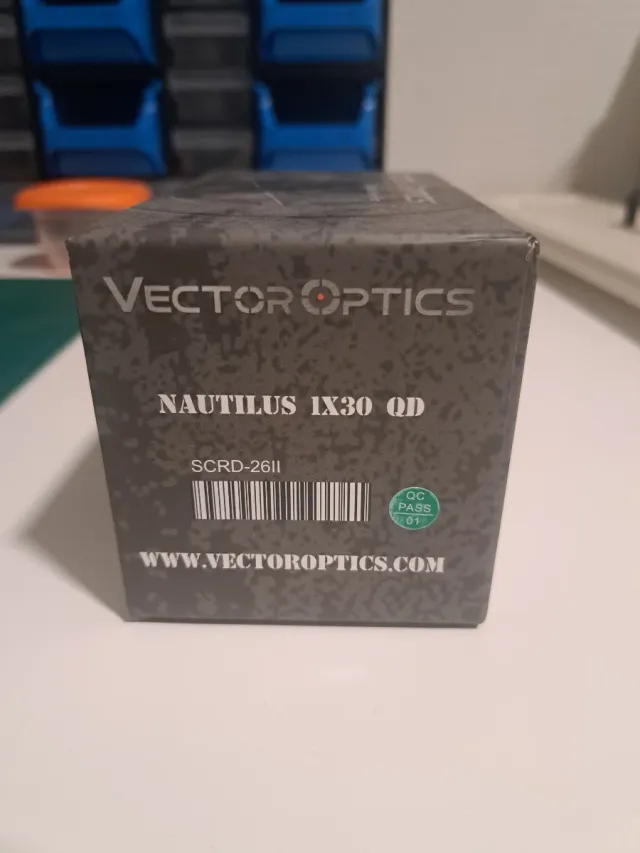 VECTOR OPTICS
NAUTILUS 1X30 QD
SCRD-26II
QC
PASS
01
WWW.VECTOROPTICS.COM